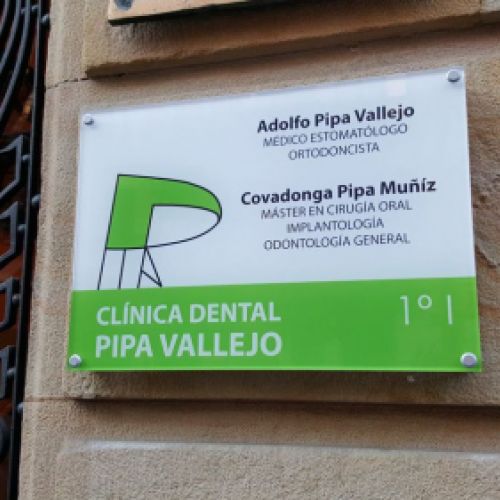 Adolfo Pipa Vallejo
MÉDICO ESTOMATÓLOGO
ORTODONCISTA
Covadonga Pipa Muñíz
MÁSTER EN CIRUGÍA ORAL
IMPLANTOLOGÍA
ODONTOLOGÍA GENERAL
CLÍNICA DENTAL
PIPA VALLEJO
1º I